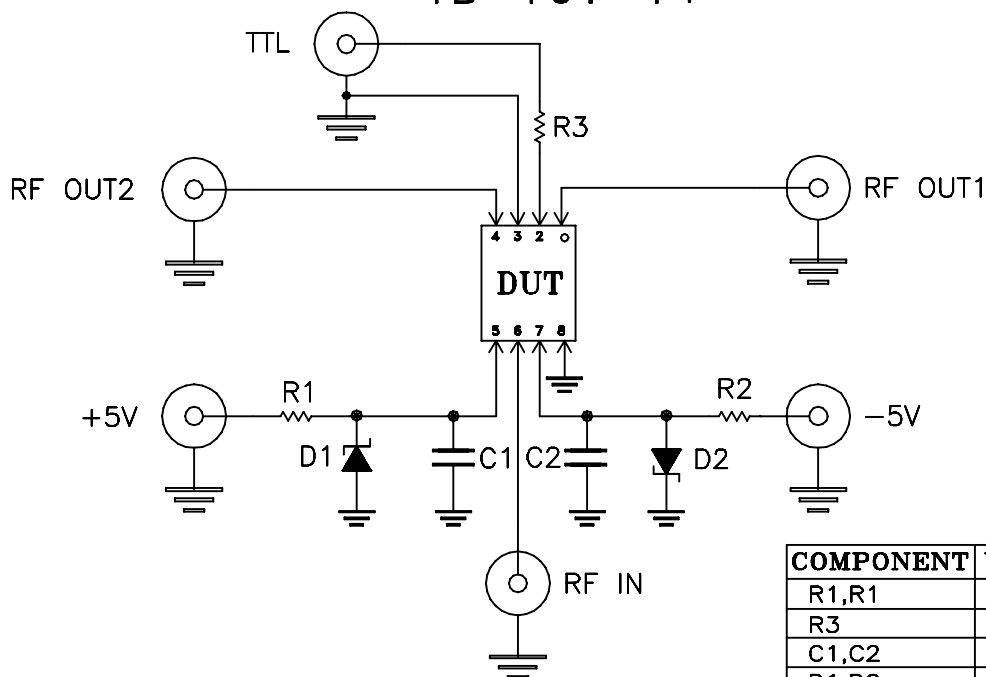 TTL
R3
RF OUT2
RF OUT1
4 3 2
DUT
5 6 7 8
+5V
R1
R2
-5V
D1
C1
C2
D2
RF IN
COMPONENT
R1,R1
R3
C1,C2